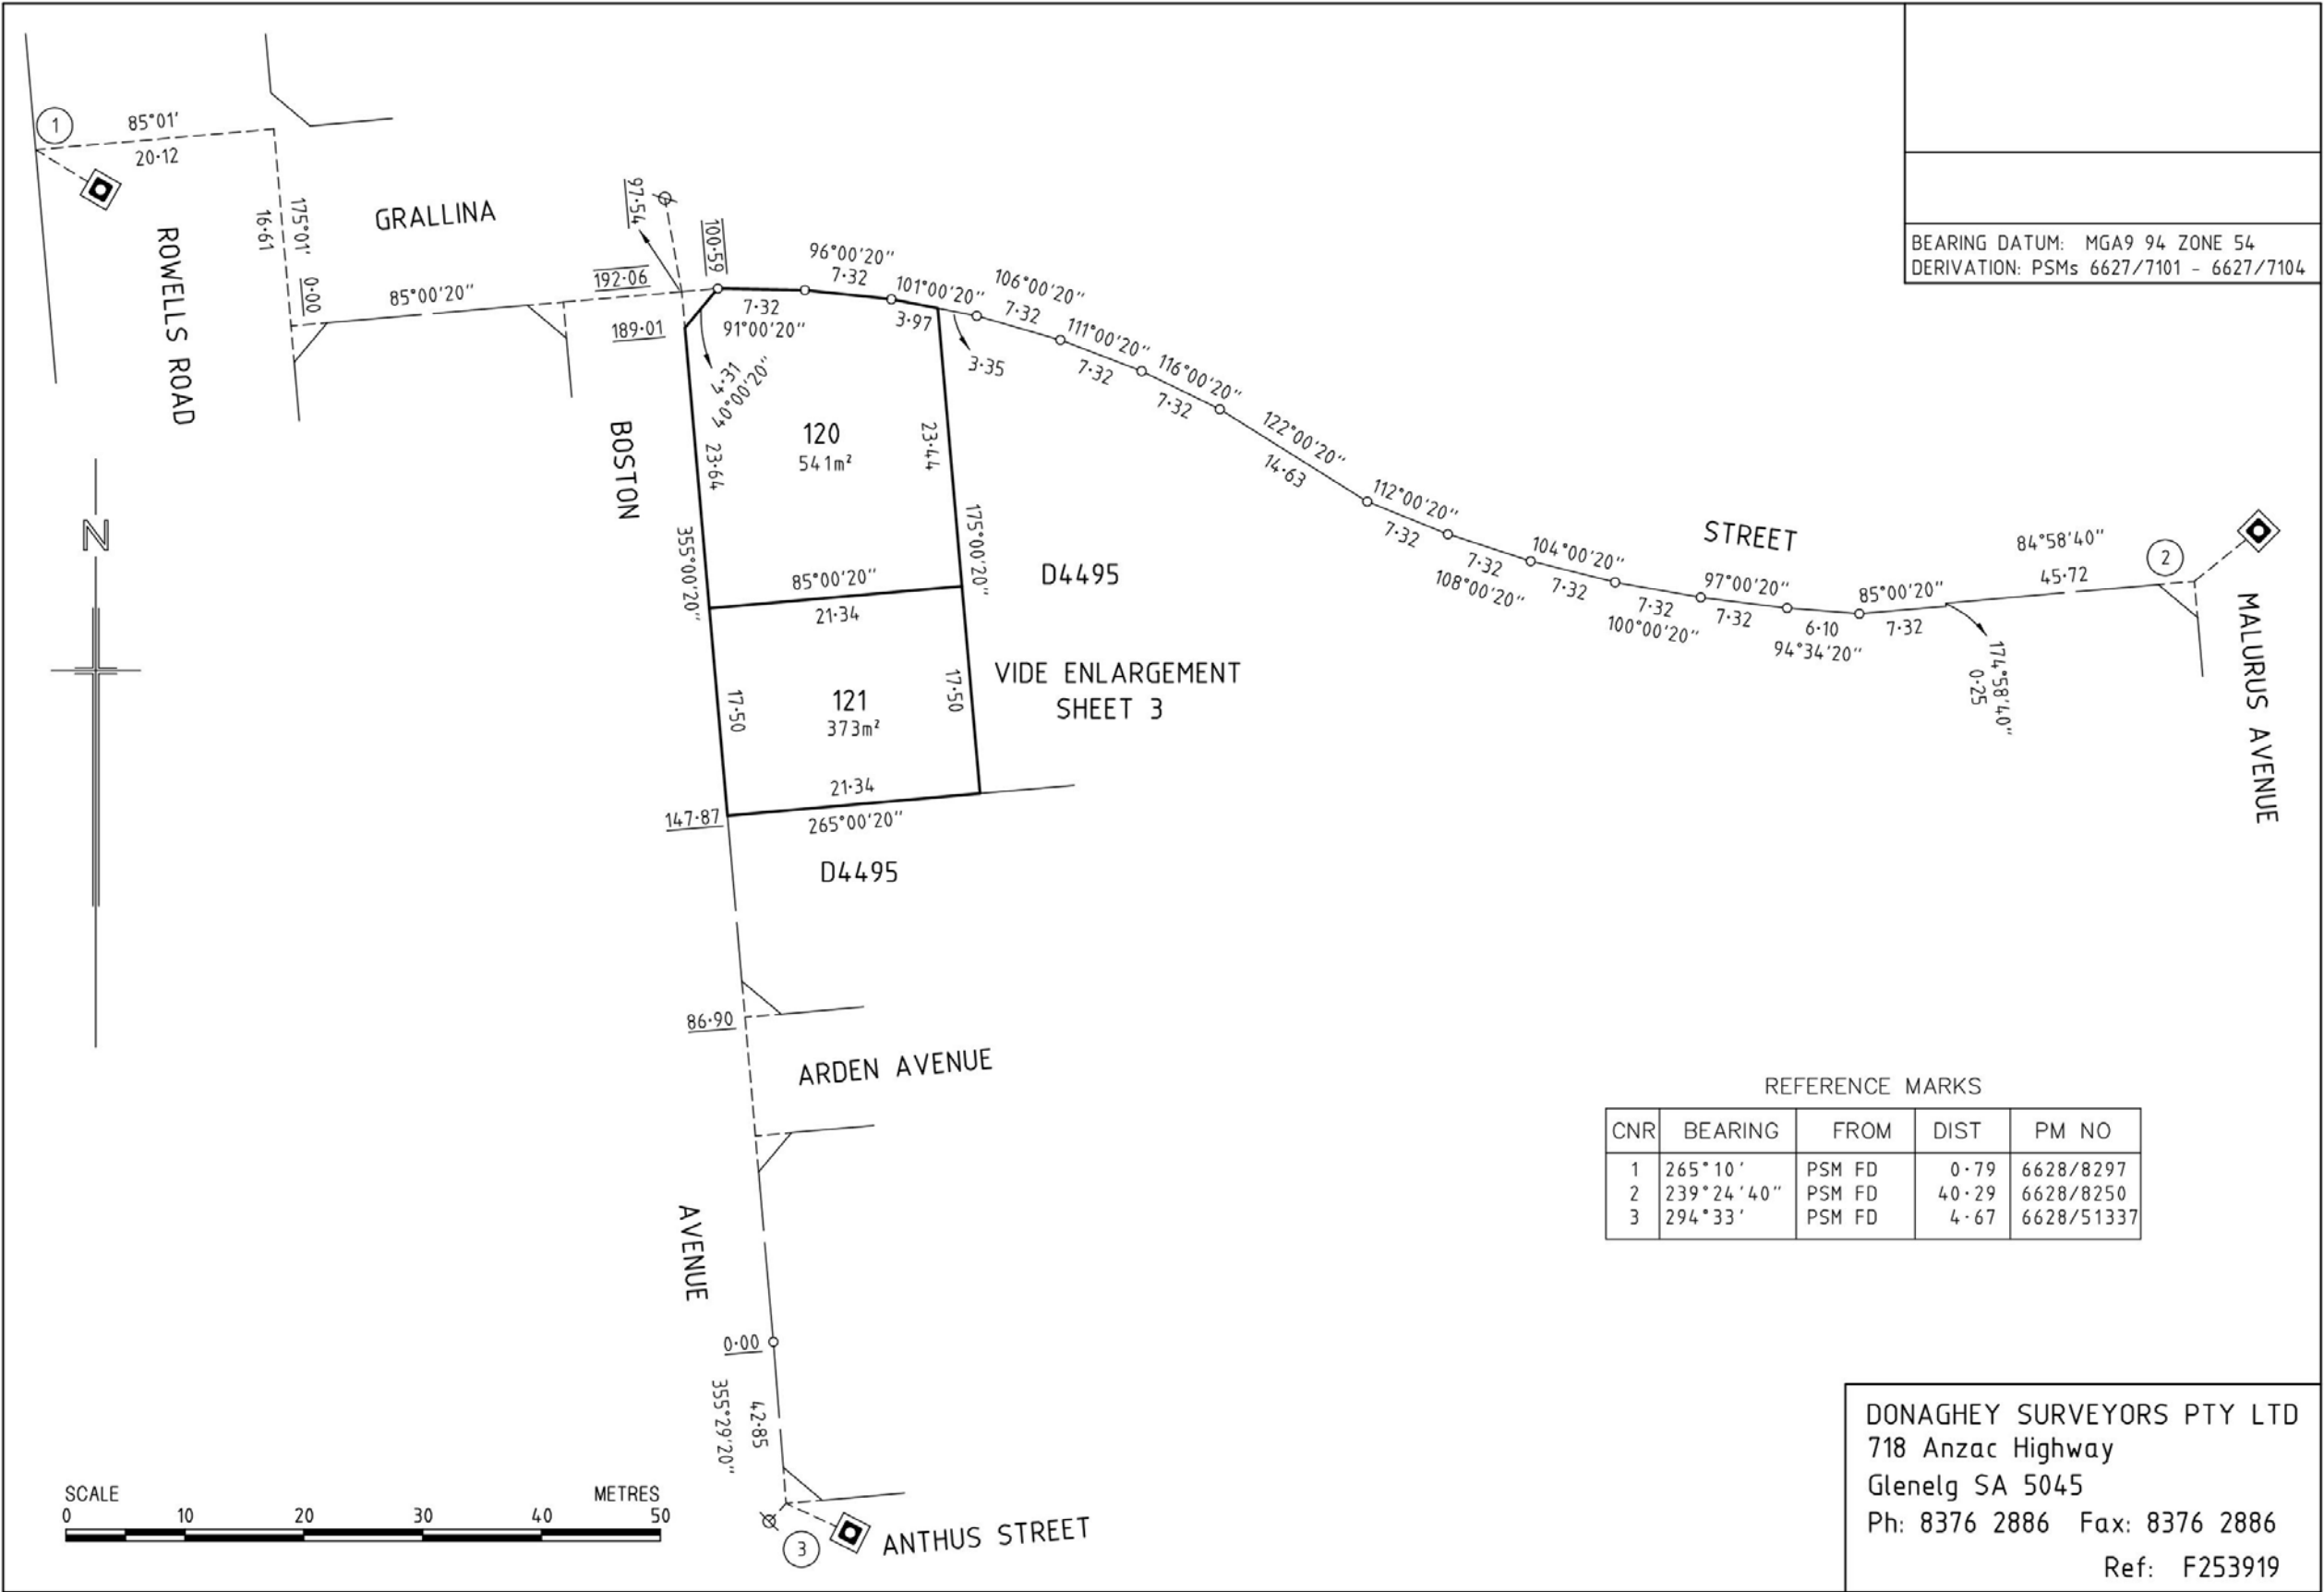 BEARING DATUM: MGA9 94 ZONE 54
DERIVATION: PSMs 6627/7101 - 6627/7104
1
85°01'
20·12
ROWELLS ROAD
16·61
175°01'
0·00
GRALLINA
85°00'20"
192·06
189·01
97·54
100·59
7·32
91°00'20"
4·31
40°00'20"
96°00'20"
7·32
101°00'20"
3·97
3·35
106°00'20"
7·32
111°00'20"
7·32
116°00'20"
7·32
122°00'20"
14·63
112°00'20"
7·32
7·32
108°00'20"
104°00'20"
7·32
7·32
100°00'20"
97°00'20"
7·32
6·10
94°34'20"
85°00'20"
7·32
STREET
84°58'40"
45·72
2
174°58'40"
0·25
MALURUS AVENUE
N
BOSTON
120
541m²
23·64
23·44
355°00'20"
175°00'20"
85°00'20"
21·34
D4495
VIDE ENLARGEMENT
SHEET 3
121
373m²
17·50
17·50
21·34
265°00'20"
147·87
D4495
86·90
ARDEN AVENUE
AVENUE
0·00
355°29'20"
42·85
3
ANTHUS STREET
REFERENCE MARKS
CNR BEARING FROM DIST PM NO
1 265°10' PSM FD 0·79 6628/8297
2 239°24'40" PSM FD 40·29 6628/8250
3 294°33' PSM FD 4·67 6628/51337
SCALE METRES
0 10 20 30 40 50
DONAGHEY SURVEYORS PTY LTD
718 Anzac Highway
Glenelg SA 5045
Ph: 8376 2886 Fax: 8376 2886
Ref: F253919